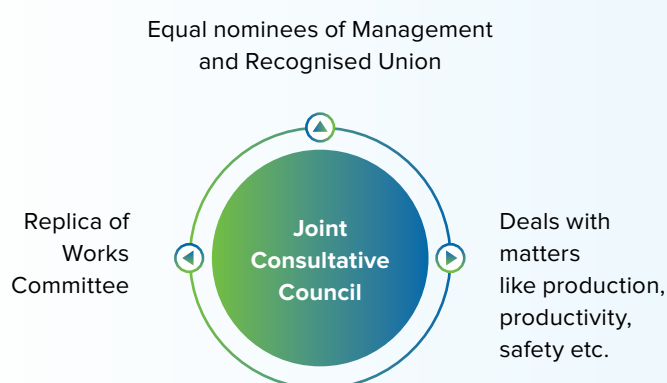 Equal nominees of Management
and Recognised Union
Replica of
Works
Committee
Joint
Consultative
Council
Deals with
matters
like production,
productivity,
safety etc.